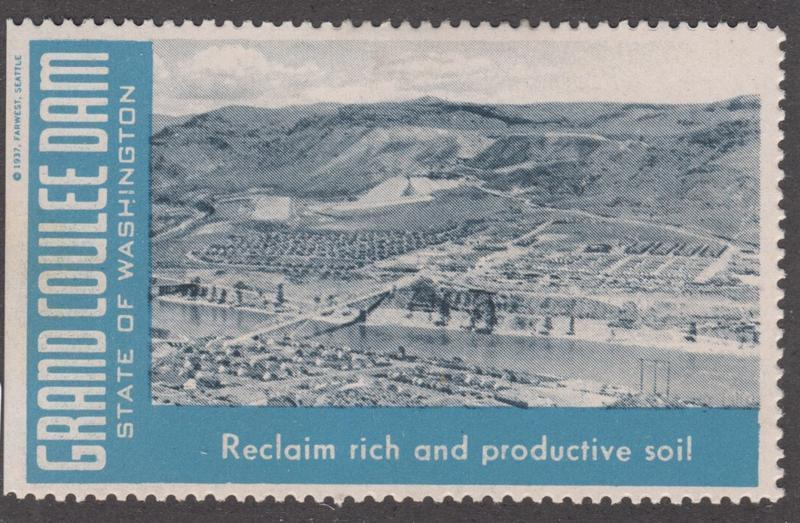 © 1937, FARWEST, SEATTLE
GRAND COULEE DAM
STATE OF WASHINGTON
Reclaim rich and productive soil